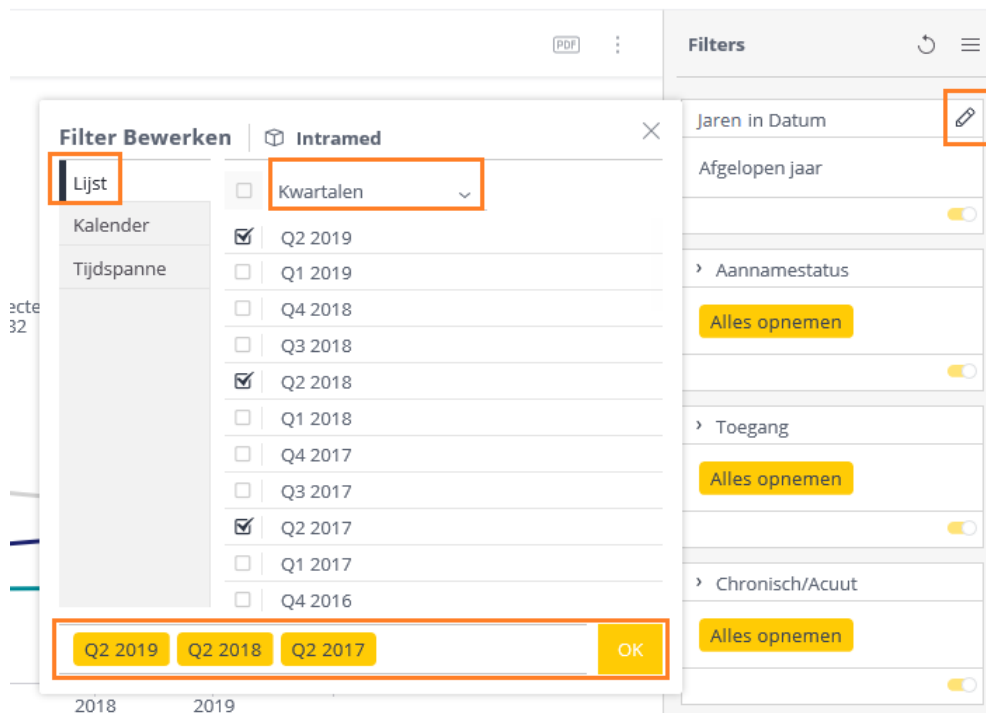 PDF
Filters
Filter Bewerken
Intramed
Lijst
Kalender
Tijdspanne
Kwartalen
Q2 2019
Q1 2019
Q4 2018
Q3 2018
Q2 2018
Q1 2018
Q4 2017
Q3 2017
Q2 2017
Q1 2017
Q4 2016
Q2 2019 Q2 2018 Q2 2017 OK
ecte
32
2018 2019
Jaren in Datum
Afgelopen jaar
Aannamestatus
Alles opnemen
Toegang
Alles opnemen
Chronisch/Acuut
Alles opnemen